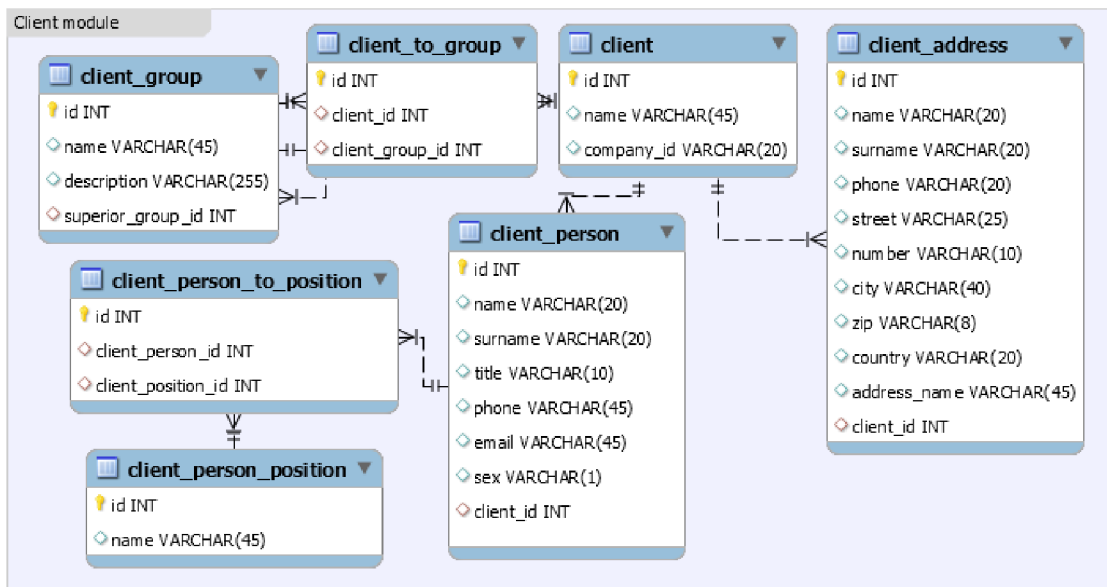 Client module
client_group
id INT
name VARCHAR(45)
description VARCHAR(255)
superior_group_id INT
client_to_group
id INT
client_id INT
client_group_id INT
client
id INT
name VARCHAR(45)
company_id VARCHAR(20)
client_address
id INT
name VARCHAR(20)
surname VARCHAR(20)
phone VARCHAR(20)
street VARCHAR(25)
number VARCHAR(10)
city VARCHAR(40)
zip VARCHAR(8)
country VARCHAR(20)
address_name VARCHAR(45)
client_id INT
client_person
id INT
name VARCHAR(20)
surname VARCHAR(20)
title VARCHAR(10)
phone VARCHAR(45)
email VARCHAR(45)
sex VARCHAR(1)
client_id INT
client_person_to_position
id INT
client_person_id INT
client_position_id INT
client_person_position
id INT
name VARCHAR(45)